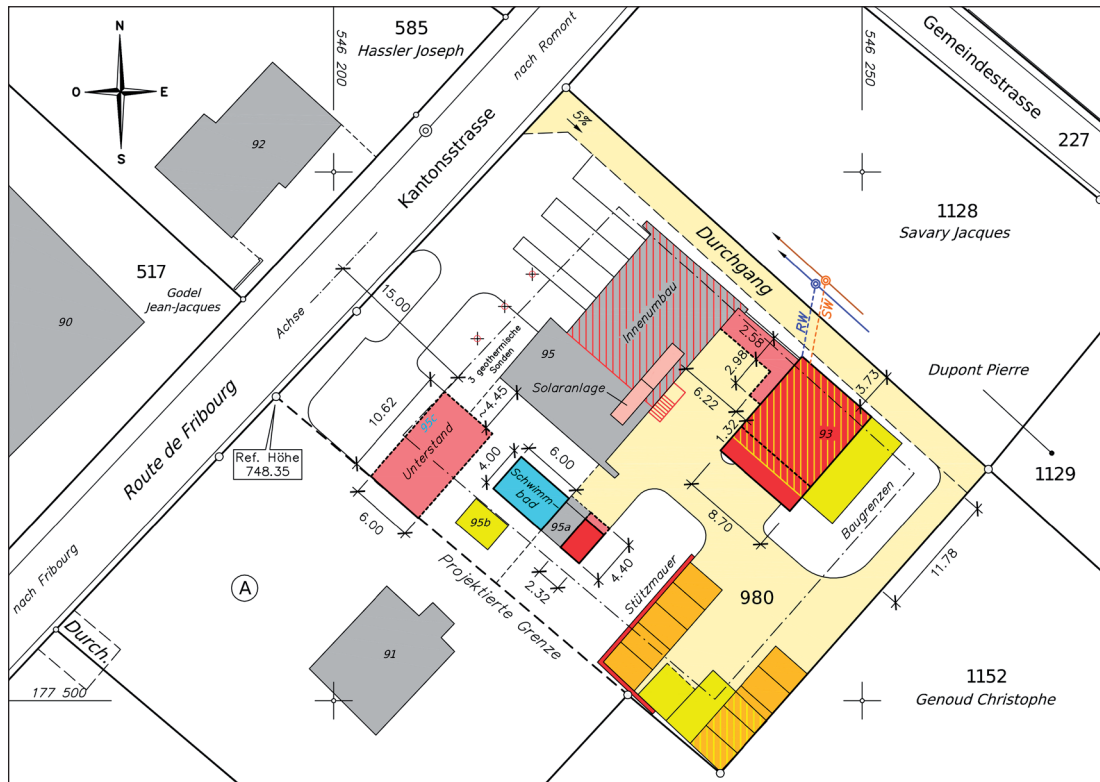 585
Hassler Joseph
546 200
nach Romont
546 250
Gemeindestrasse
227
N
O
E
S
92
5%
Kantonsstrasse
1128
Savary Jacques
517
Godel
Jean-Jacques
90
Achse
15.00
3 geothermische
Sonden
Durchgang
Innenumbau
RW
SW
95
Solaranlage
2.58
2.98
6.22
1.32
3.73
93
Dupont Pierre
1129
Route de Fribourg
10.62
~4.45
95c
Unterstand
Ref. Höhe
748.35
4.00
6.00
Schwimm
bad
95a
95b
6.00
8.70
Baugrenzen
11.78
4.40
2.32
Stützmauer
980
Projektierte Grenze
nach Fribourg
A
Durch.
91
177 500
1152
Genoud Christophe